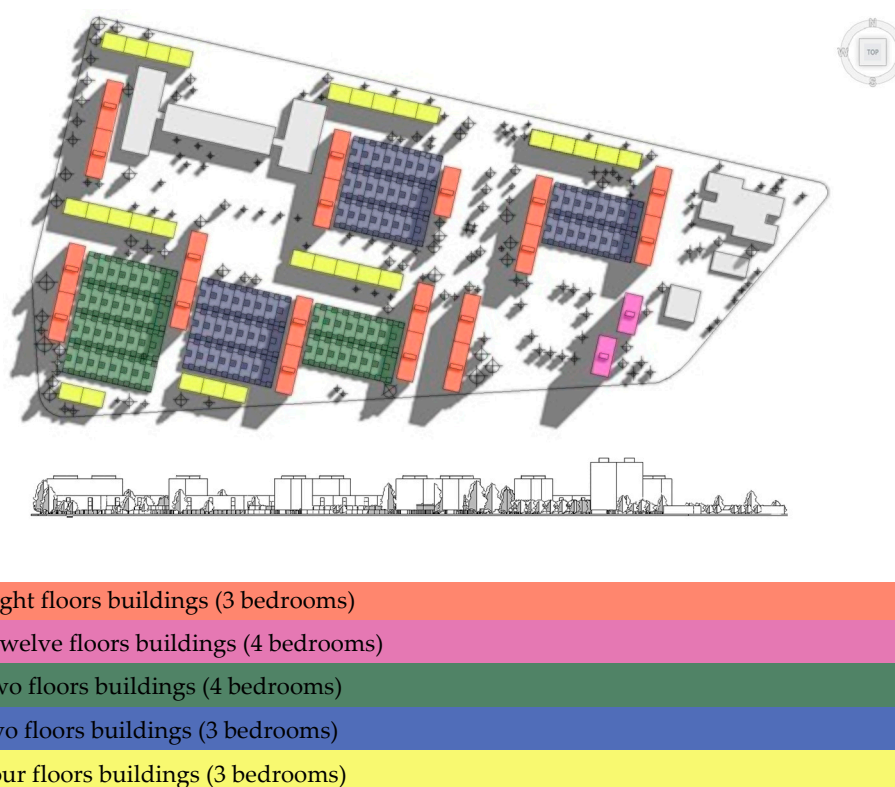 N
W
TOP
S
ght floors buildings (3 bedrooms)
welve floors buildings (4 bedrooms)
vo floors buildings (4 bedrooms)
vo floors buildings (3 bedrooms)
our floors buildings (3 bedrooms)